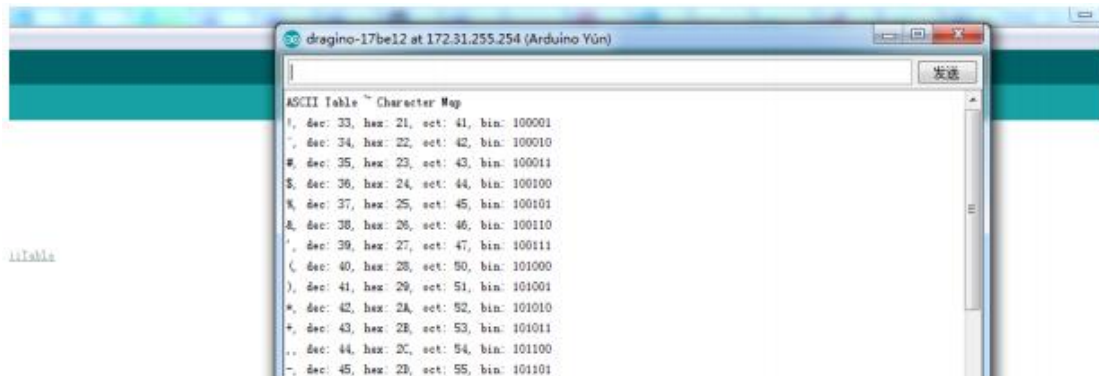 dragino-17be12 at 172.31.255.254 (Arduino Yún)
发送
ASCII Table ~ Character Map
!, dec: 33, hex: 21, oct: 41, bin: 100001
", dec: 34, hex: 22, oct: 42, bin: 100010
#, dec: 35, hex: 23, oct: 43, bin: 100011
$, dec: 36, hex: 24, oct: 44, bin: 100100
%, dec: 37, hex: 25, oct: 45, bin: 100101
&, dec: 38, hex: 26, oct: 46, bin: 100110
', dec: 39, hex: 27, oct: 47, bin: 100111
(, dec: 40, hex: 28, oct: 50, bin: 101000
), dec: 41, hex: 29, oct: 51, bin: 101001
*, dec: 42, hex: 2A, oct: 52, bin: 101010
+, dec: 43, hex: 2B, oct: 53, bin: 101011
,, dec: 44, hex: 2C, oct: 54, bin: 101100
-, dec: 45, hex: 2D, oct: 55, bin: 101101
iiTable